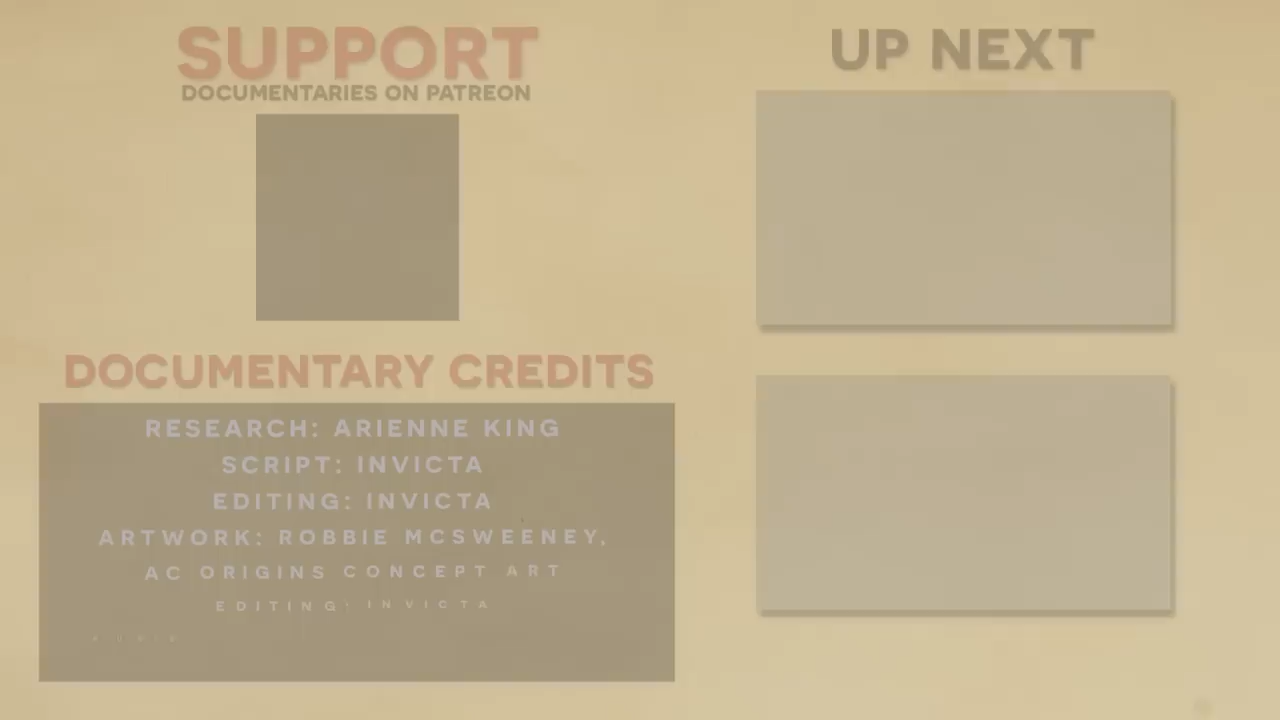 SUPPORT
DOCUMENTARIES ON PATREON
DOCUMENTARY CREDITS
RESEARCH: ARIENNE KING
SCRIPT: INVICTA
EDITING: INVICTA
ARTWORK: ROBBIE MCSWEENEY,
AC ORIGINS CONCEPT ART
EDITING: INVICTA
UP NEXT